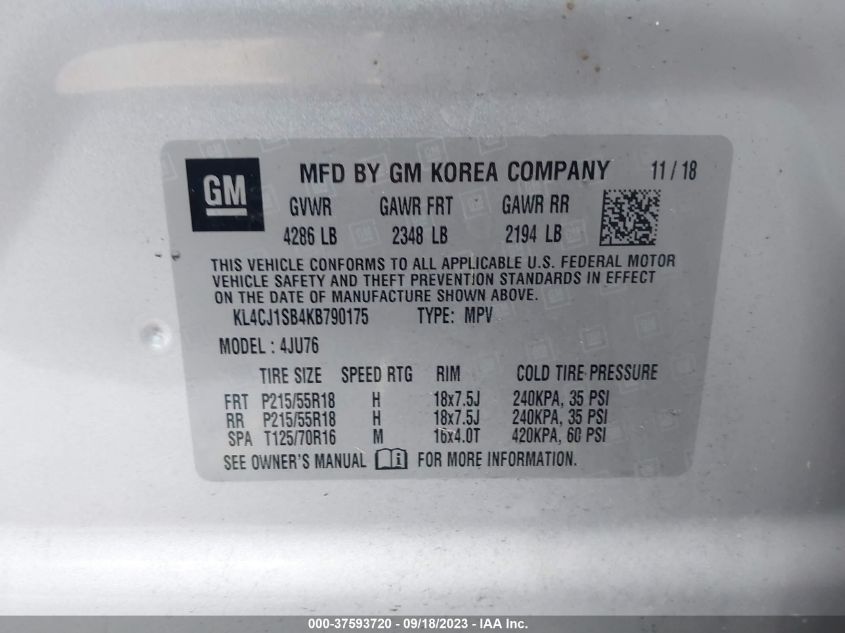 GM
MFD BY GM KOREA COMPANY 11 / 18
GVWR GAWR FRT GAWR RR
4286 LB 2348 LB 2194 LB
THIS VEHICLE CONFORMS TO ALL APPLICABLE U.S. FEDERAL MOTOR
VEHICLE SAFETY AND THEFT PREVENTION STANDARDS IN EFFECT
ON THE DATE OF MANUFACTURE SHOWN ABOVE.
KL4CJ1SB4KB790175 TYPE: MPV
MODEL : 4JU76
TIRE SIZE SPEED RTG RIM COLD TIRE PRESSURE
FRT P215/55R18 H 18x7.5J 240KPA, 35 PSI
RR P215/55R18 H 18x7.5J 240KPA, 35 PSI
SPA T125/70R16 M 16x4.0T 420KPA, 60 PSI
SEE OWNER'S MANUAL i FOR MORE INFORMATION.
000-37593720 - 09/18/2023 - IAA Inc.